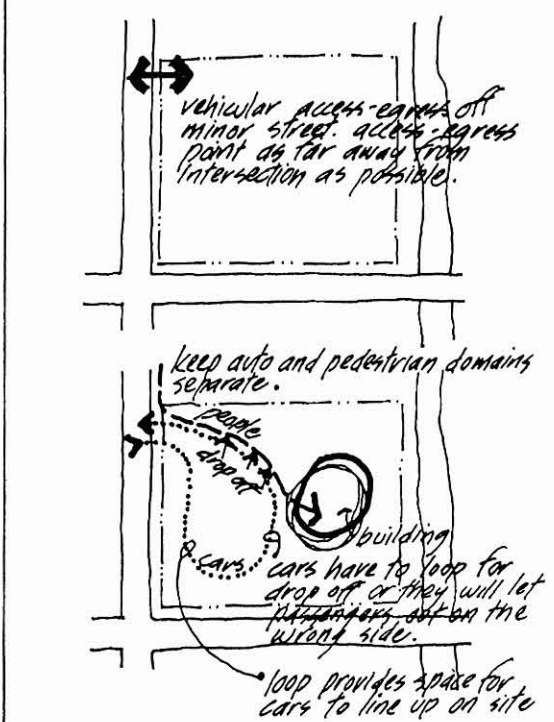 vehicular access-egress off
minor street. access-egress
point as far away from
intersection as possible.
keep auto and pedestrian domains
separate.
people
drop off
building
cars
cars have to loop for
drop off or they will let
passengers out on the
wrong side.
loop provides space for
cars to line up on site